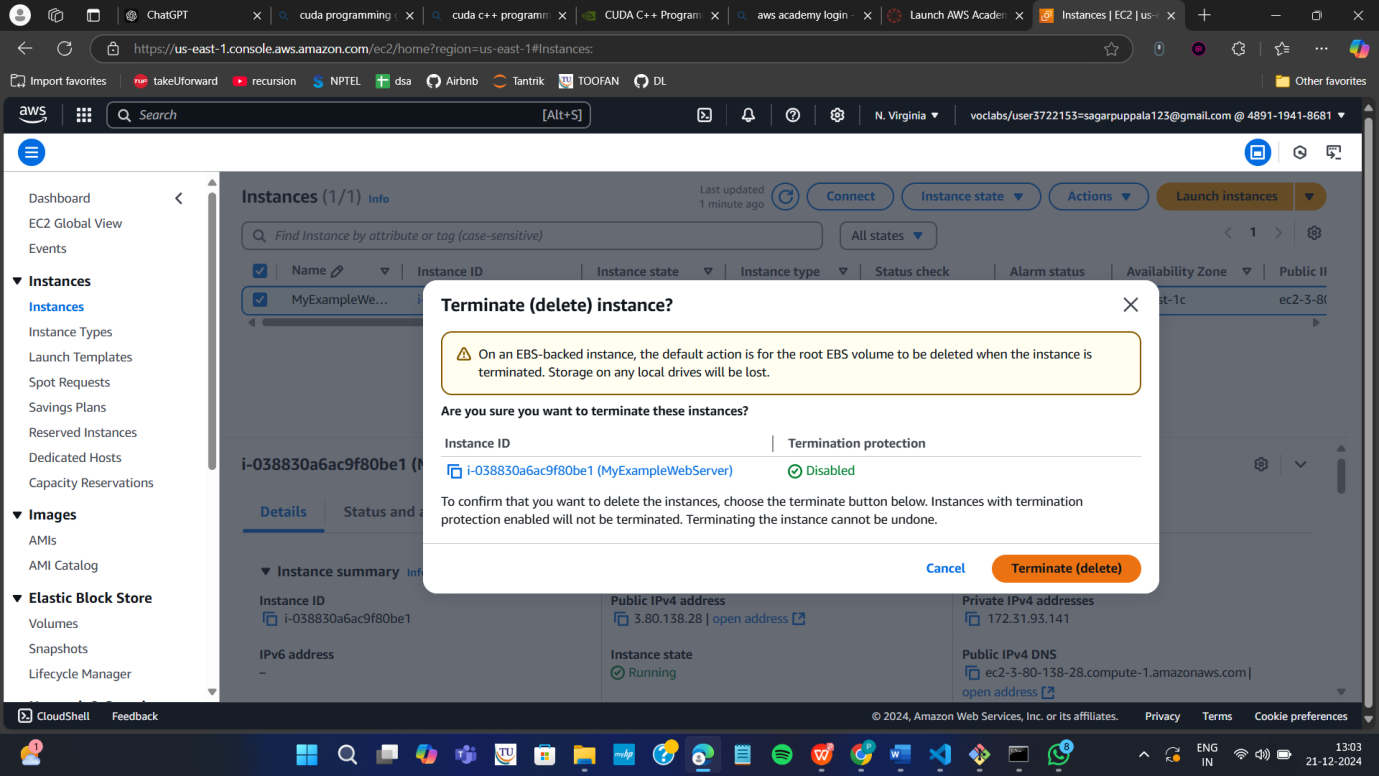 ChatGPT
cuda programming g
cuda c++ programm
CUDA C++ Program
aws academy login -
Launch AWS Academ
Instances | EC2 | us-e
https://us-east-1.console.aws.amazon.com/ec2/home?region=us-east-1#Instances:
Import favorites
takeUforward
recursion
NPTEL
dsa
Airbnb
Tantrik
TOOFAN
DL
Other favorites
aws
Search
[Alt+S]
N. Virginia
voclabs/user3722153=sagarpuppala123@gmail.com @ 4891-1941-8681
Dashboard
EC2 Global View
Events
Instances
Instances
Instance Types
Launch Templates
Spot Requests
Savings Plans
Reserved Instances
Dedicated Hosts
Capacity Reservations
Images
AMIs
AMI Catalog
Elastic Block Store
Volumes
Snapshots
Lifecycle Manager
Instances (1/1) Info
Last updated
1 minute ago
Connect
Instance state
Actions
Launch instances
Find Instance by attribute or tag (case-sensitive)
All states
1
Name
Instance ID
Instance state
Instance type
Status check
Alarm status
Availability Zone
Public IP
MyExampleWe...
i-
st-1c
ec2-3-80
Terminate (delete) instance?
On an EBS-backed instance, the default action is for the root EBS volume to be deleted when the instance is
terminated. Storage on any local drives will be lost.
Are you sure you want to terminate these instances?
Instance ID
Termination protection
i-038830a6ac9f80be1 (MyExampleWebServer)
Disabled
To confirm that you want to delete the instances, choose the terminate button below. Instances with termination
protection enabled will not be terminated. Terminating the instance cannot be undone.
Cancel
Terminate (delete)
i-038830a6ac9f80be1 (M
Details
Status and a
Instance summary Info
Instance ID
i-038830a6ac9f80be1
Public IPv4 address
3.80.138.28 | open address
Private IPv4 addresses
172.31.93.141
IPv6 address
–
Instance state
Running
Public IPv4 DNS
ec2-3-80-138-28.compute-1.amazonaws.com |
open address
CloudShell
Feedback
© 2024, Amazon Web Services, Inc. or its affiliates.
Privacy
Terms
Cookie preferences
1
8
ENG
IN
13:03
21-12-2024